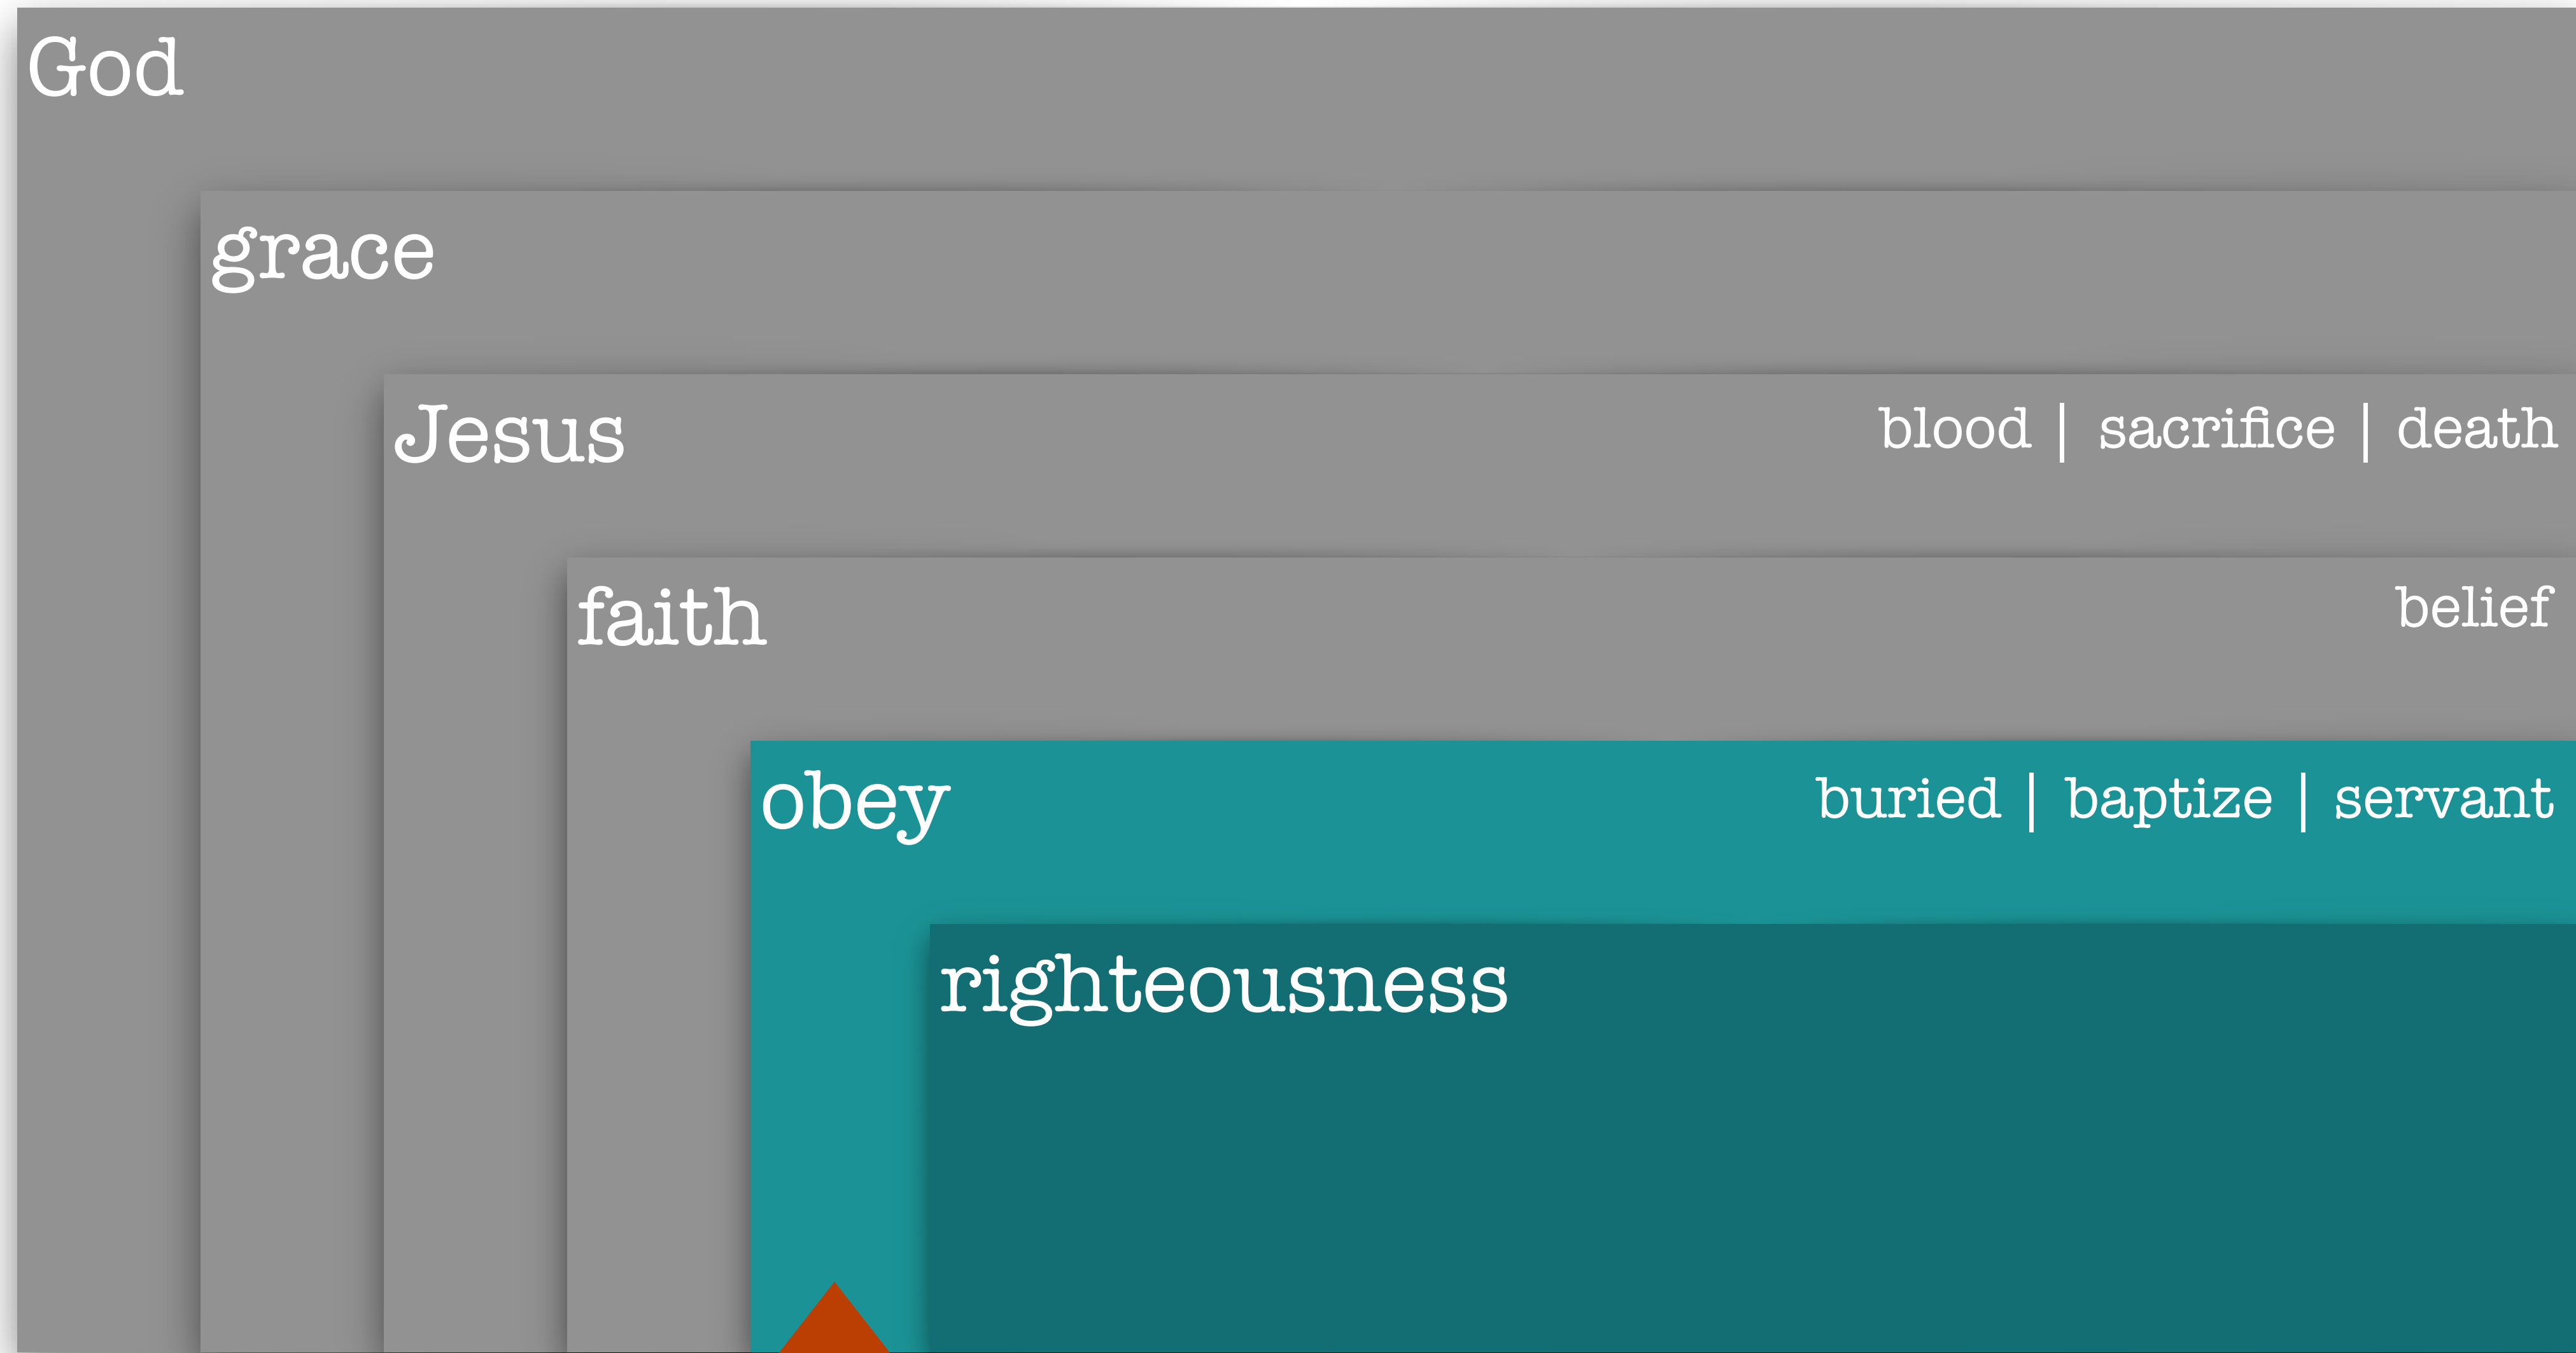 God
grace
Jesus blood | sacrifice | death
faith belief
obey buried | baptize | servant
righteousness